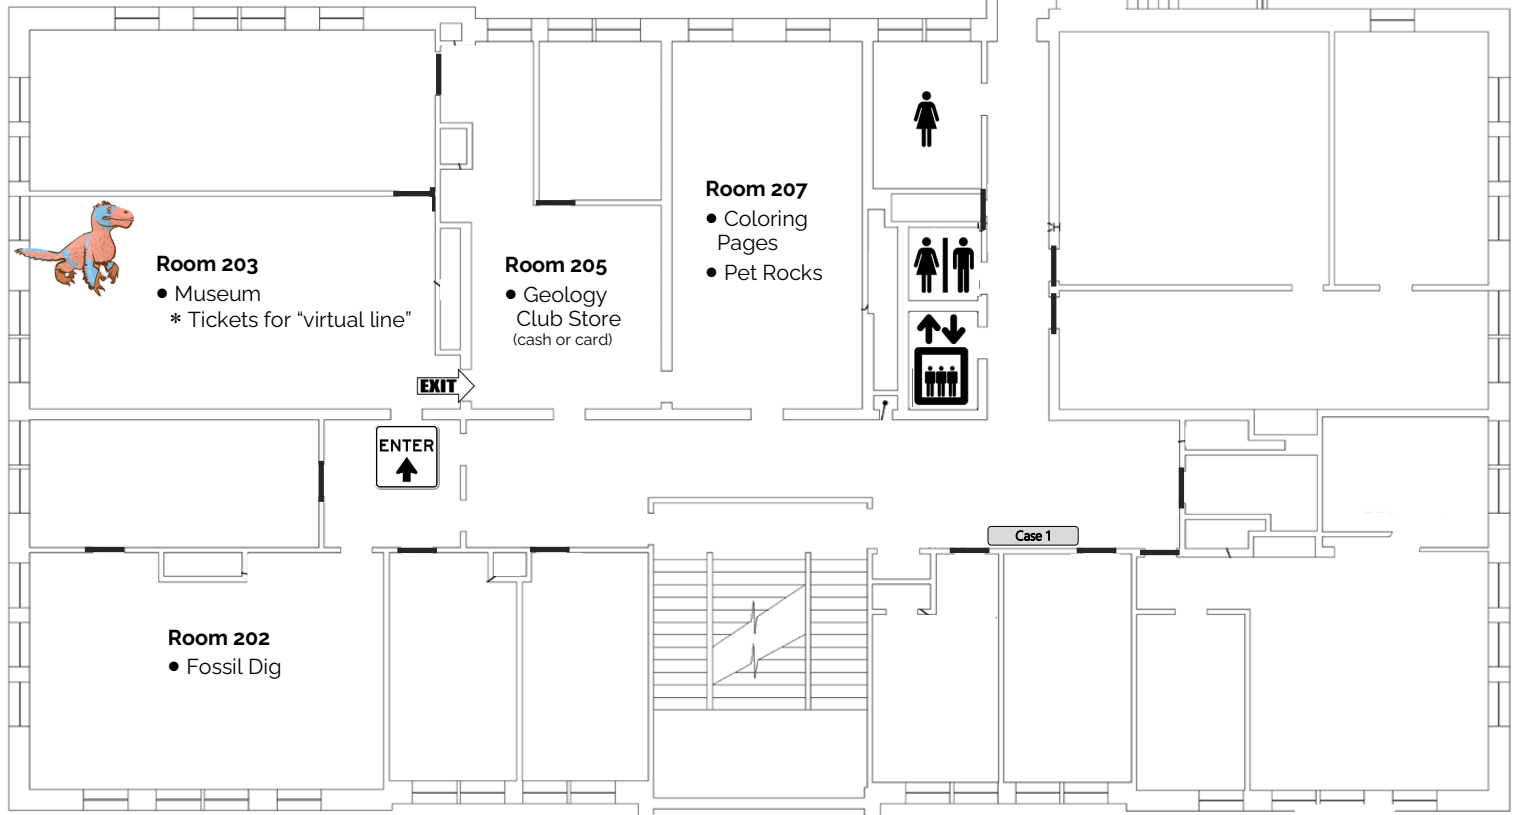 Room 203
• Museum
* Tickets for “virtual line”
EXIT
ENTER
Room 205
• Geology
Club Store
(cash or card)
Room 207
• Coloring
Pages
• Pet Rocks
Case 1
Room 202
• Fossil Dig